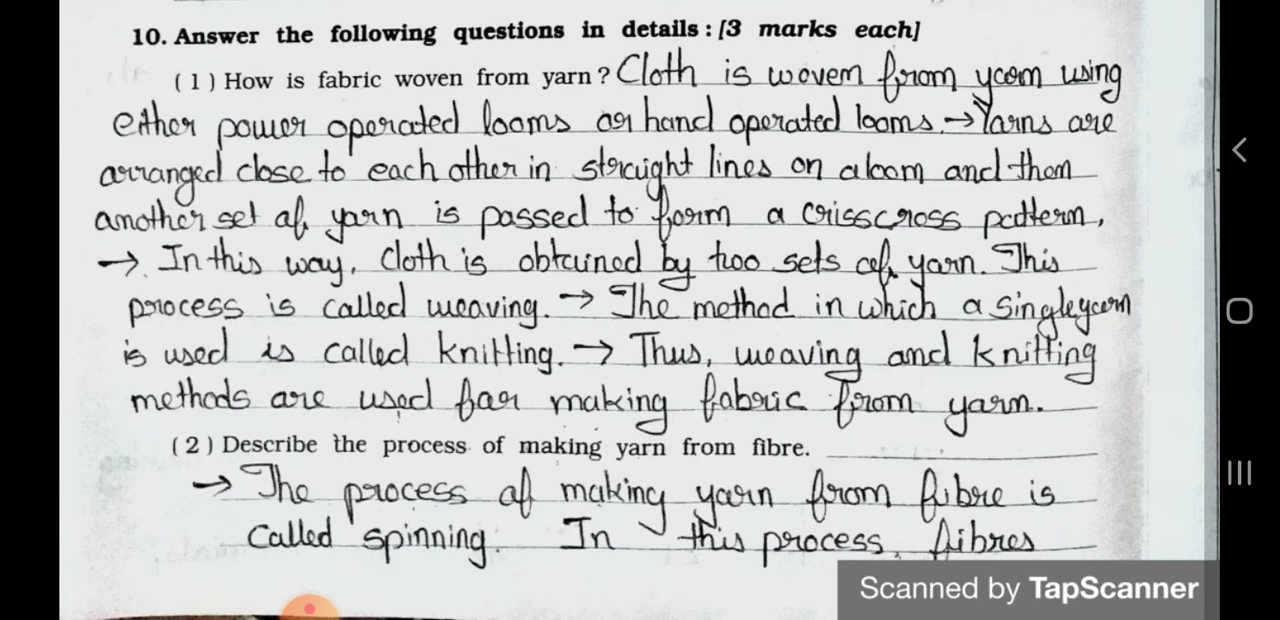 10. Answer the following questions in details : [3 marks each]
( 1 ) How is fabric woven from yarn? Cloth is woven from yarn using
either power operated looms or hand operated looms. → Yarns are
arranged close to each other in straight lines on a loom and then
another set of yarn is passed to form a crisscross pattern,
→ In this way, cloth is obtained by two sets of yarn. This
process is called weaving. → The method in which a single yarn
is used is called knitting. → Thus, weaving and knitting
methods are used for making fabric from yarn.
( 2 ) Describe the process of making yarn from fibre.
→ The process of making yarn from fibre is
called spinning. In this process, fibres
Scanned by TapScanner